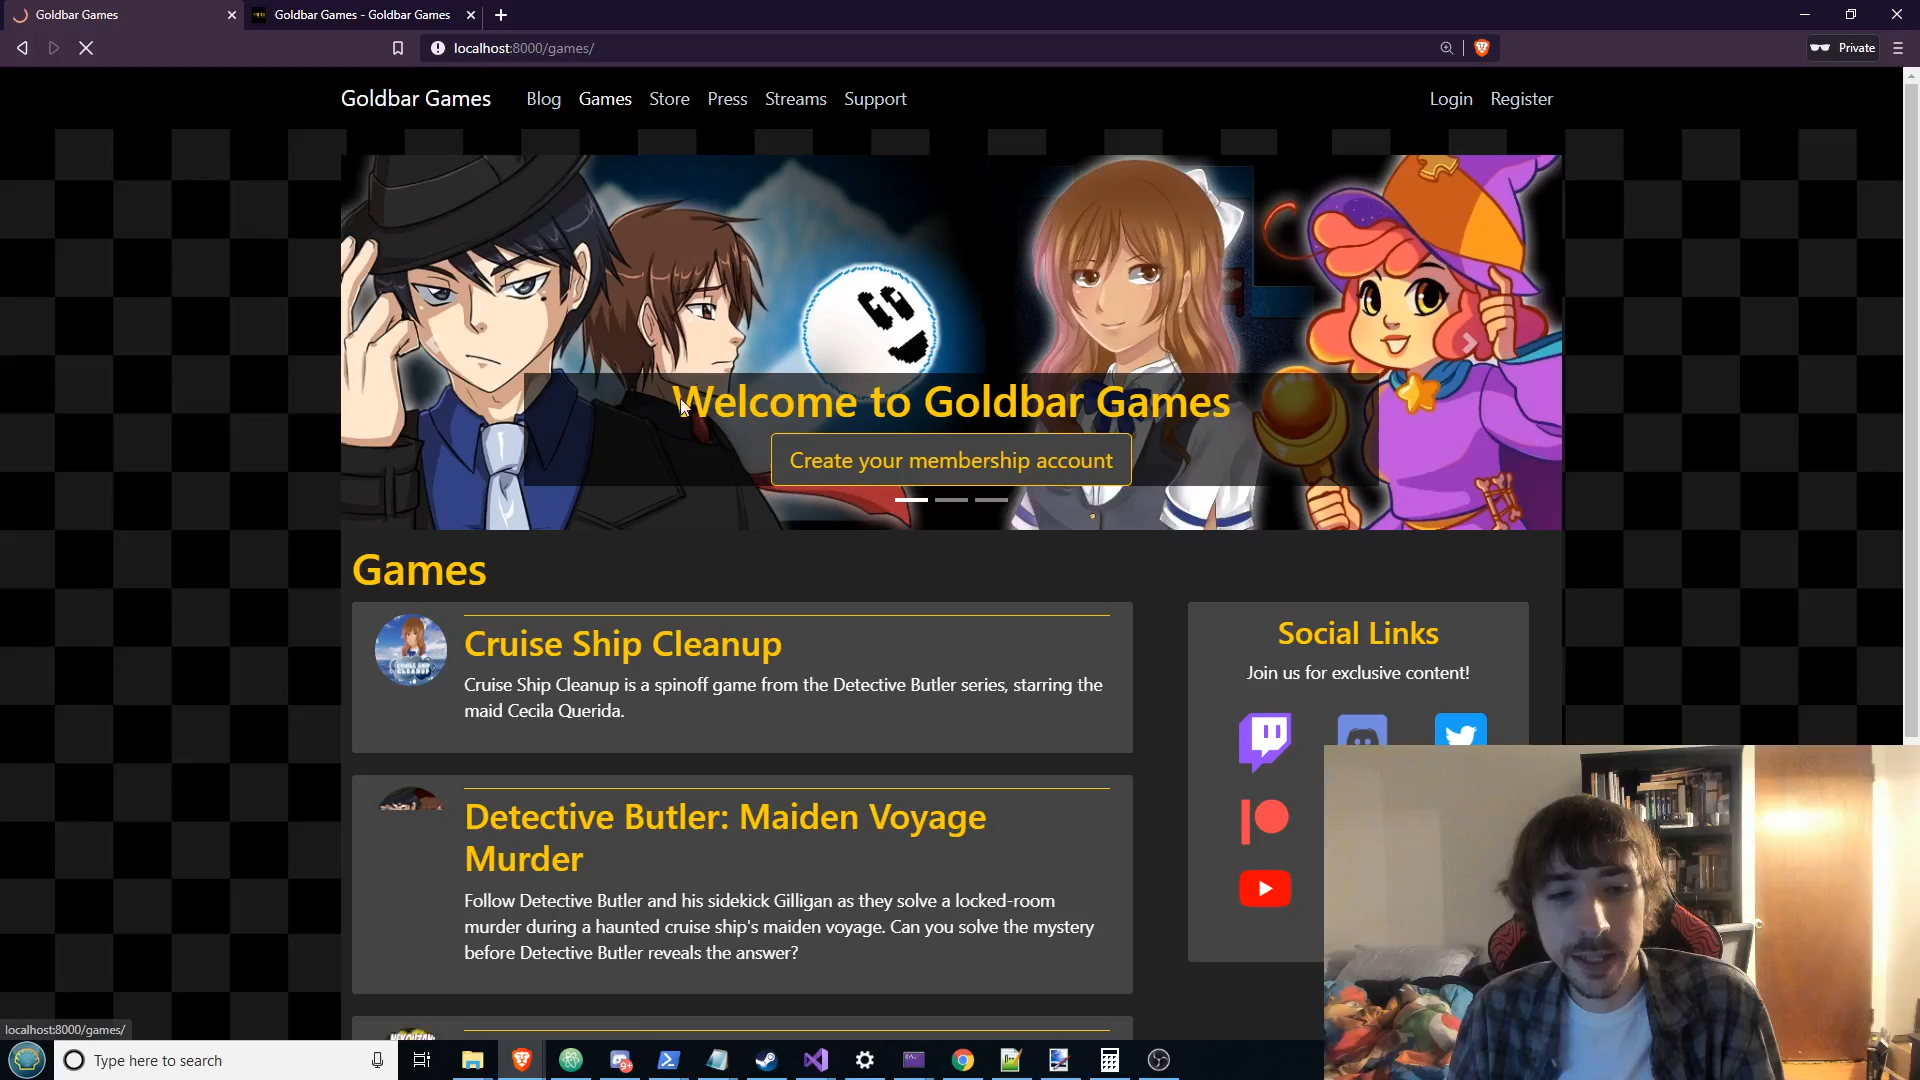 Goldbar Games
Goldbar Games - Goldbar Games
localhost:8000/games/
Private
Goldbar Games
Blog
Games
Store
Press
Streams
Support
Login
Register
Welcome to Goldbar Games
Create your membership account
Games
Cruise Ship Cleanup
Cruise Ship Cleanup is a spinoff game from the Detective Butler series, starring the
maid Cecila Querida.
Social Links
Join us for exclusive content!
CRUISE SHIP
CLEANUP
Detective Butler: Maiden Voyage
Murder
Follow Detective Butler and his sidekick Gilligan as they solve a locked-room
murder during a haunted cruise ship's maiden voyage. Can you solve the mystery
before Detective Butler reveals the answer?
localhost:8000/games/
Type here to search